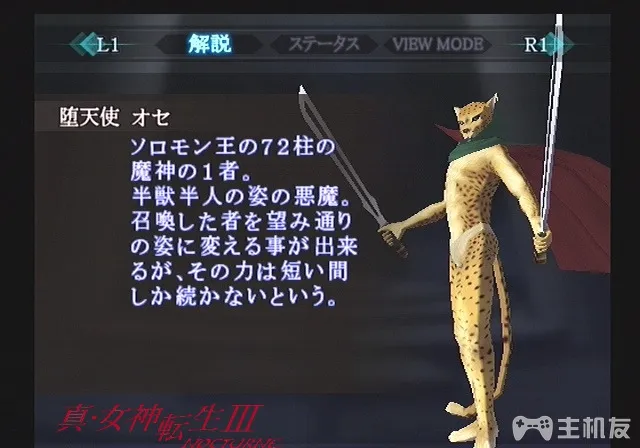 L1 解説 ステータス VIEW MODE R1
堕天使 オセ
ソロモン王の72柱の
魔神の1者。
半獣半人の姿の悪魔。
召喚した者を望み通り
の姿に変える事が出来
るが、その力は短い間
しか続かないという。
真・女神転生III
NOCTURNE
主机友